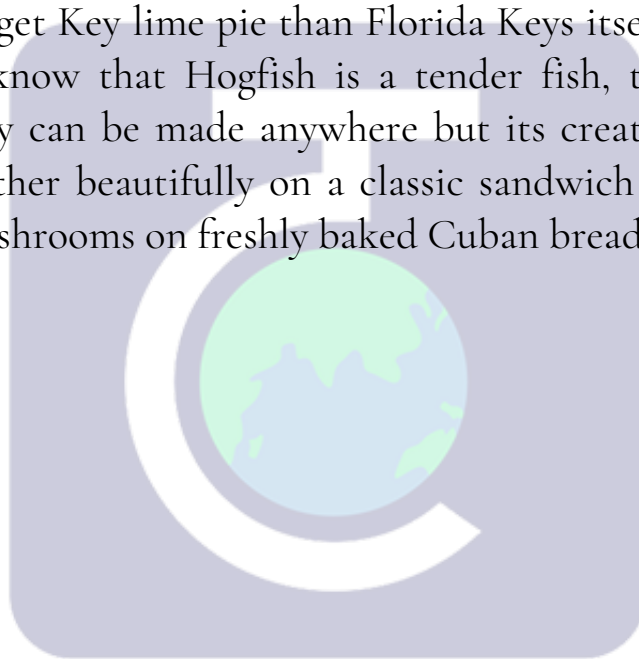 get Key lime pie than Florida Keys itse
know that Hogfish is a tender fish, t
y can be made anywhere but its creat
ther beautifully on a classic sandwich
shrooms on freshly baked Cuban bread